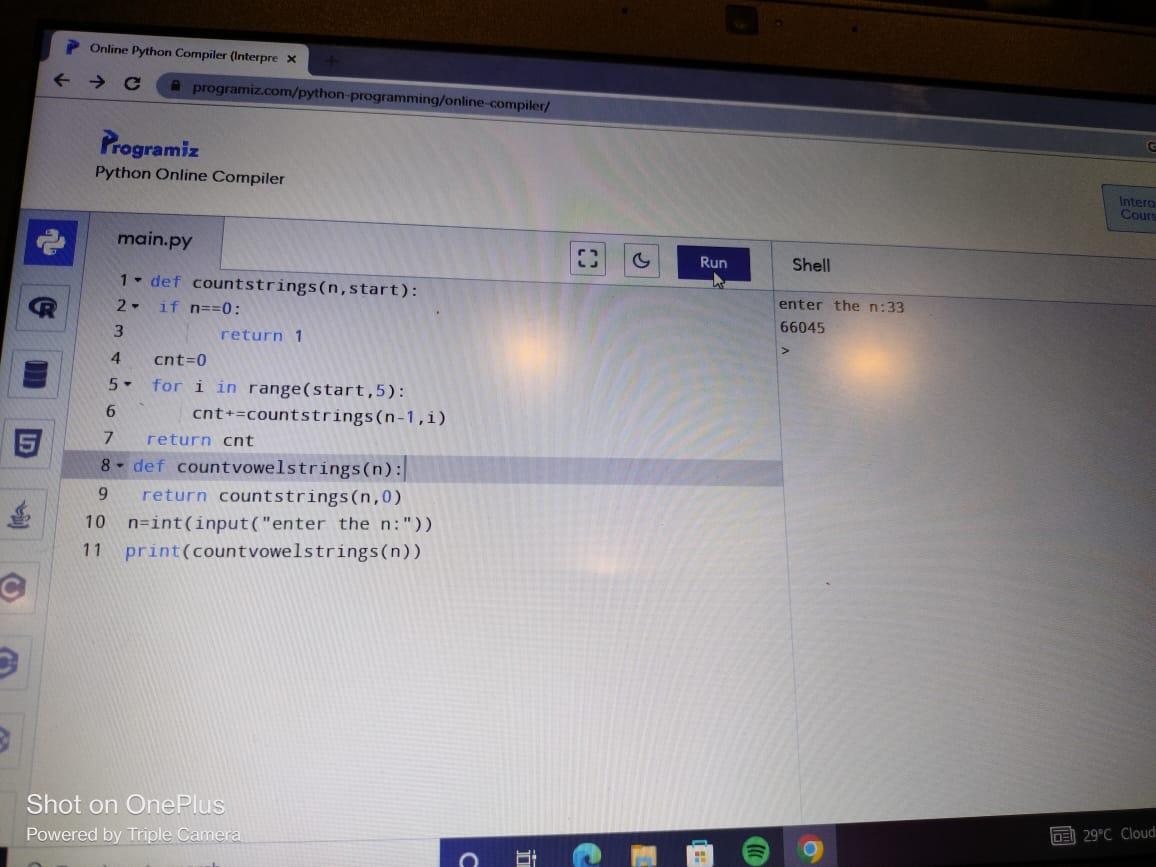 Online Python Compiler (Interpre
programiz.com/python-programming/online-compiler/
Programiz
Python Online Compiler
Intera
Cours
main.py
Run
Shell
1 def countstrings(n,start):
2 if n==0:
3 return 1
4 cnt=0
5 for i in range(start,5):
6 cnt+=countstrings(n-1,i)
7 return cnt
8 def countvowelstrings(n):
9 return countstrings(n,0)
10 n=int(input("enter the n:"))
11 print(countvowelstrings(n))
enter the n:33
66045
>
Shot on OnePlus
Powered by Triple Camera
29°C Cloud